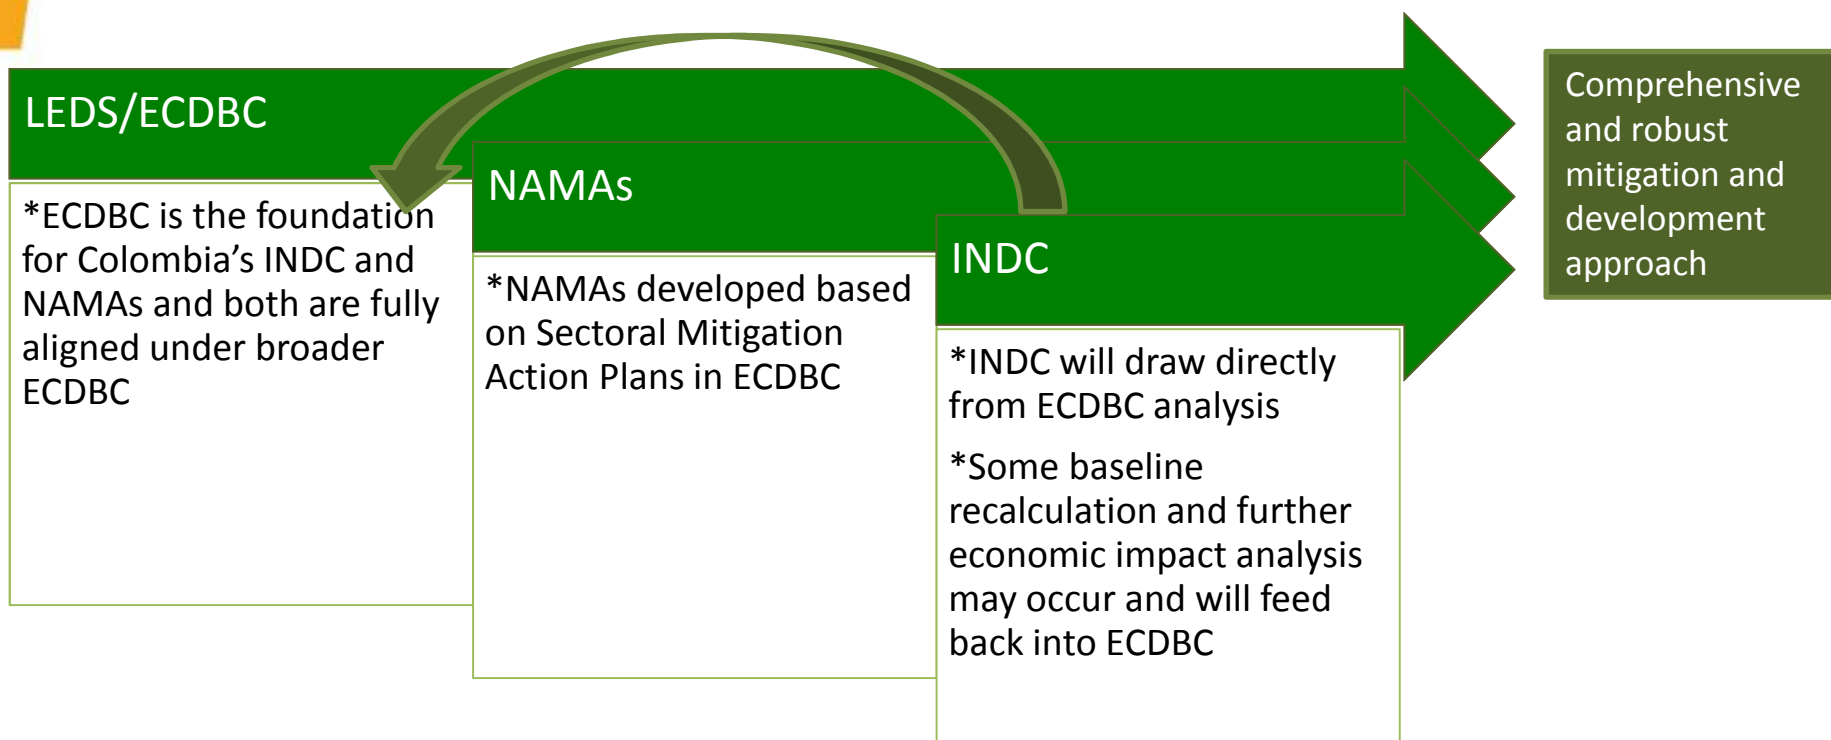 LEDS/ECDBC
*ECDBC is the foundation
for Colombia’s INDC and
NAMAs and both are fully
aligned under broader
ECDBC
NAMAs
*NAMAs developed based
on Sectoral Mitigation
Action Plans in ECDBC
INDC
*INDC will draw directly
from ECDBC analysis
*Some baseline
recalculation and further
economic impact analysis
may occur and will feed
back into ECDBC
Comprehensive
and robust
mitigation and
development
approach